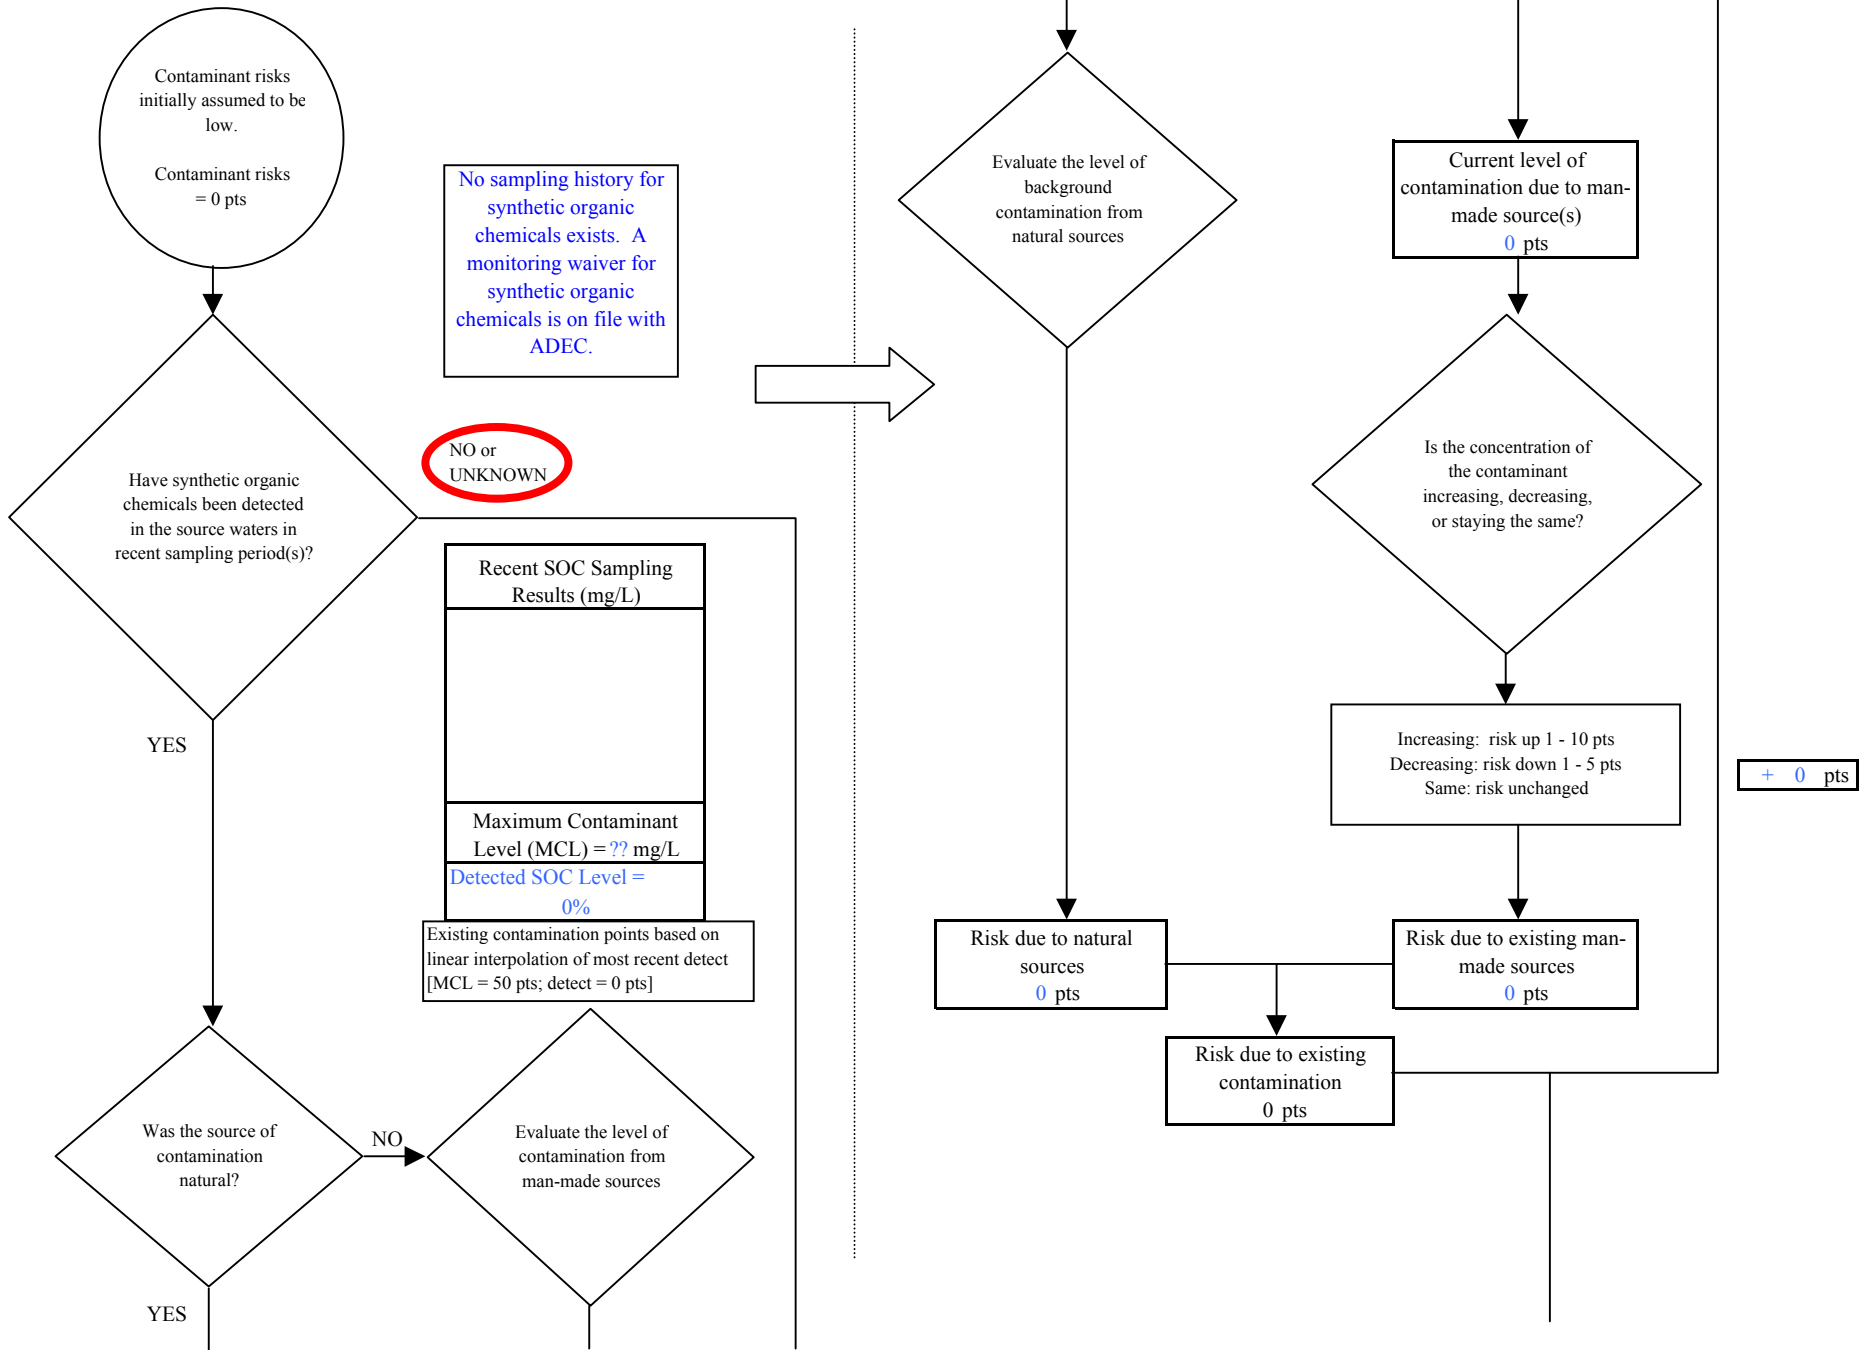 Contaminant risks
initially assumed to be
low.
Contaminant risks
= 0 pts
No sampling history for
synthetic organic
chemicals exists. A
monitoring waiver for
synthetic organic
chemicals is on file with
ADEC.
NO or
UNKNOWN
Have synthetic organic
chemicals been detected
in the source waters in
recent sampling period(s)?
YES
Recent SOC Sampling
Results (mg/L)
Maximum Contaminant
Level (MCL) = ?? mg/L
Detected SOC Level =
0%
Existing contamination points based on
linear interpolation of most recent detect
[MCL = 50 pts; detect = 0 pts]
Was the source of
contamination
natural?
NO
Evaluate the level of
contamination from
man-made sources
YES
Evaluate the level of
background
contamination from
natural sources
Current level of
contamination due to man-
made source(s)
0 pts
Is the concentration of
the contaminant
increasing, decreasing,
or staying the same?
Increasing: risk up 1 - 10 pts
Decreasing: risk down 1 - 5 pts
Same: risk unchanged
+ 0 pts
Risk due to natural
sources
0 pts
Risk due to existing man-
made sources
0 pts
Risk due to existing
contamination
0 pts